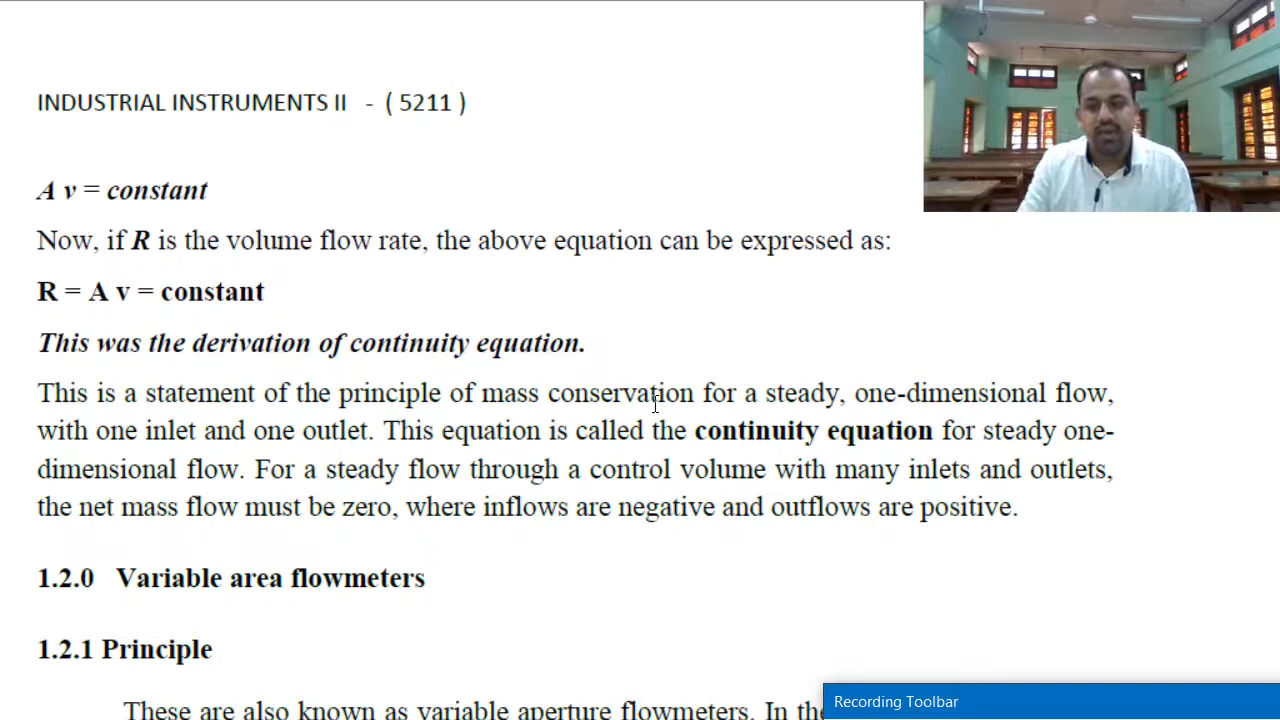 INDUSTRIAL INSTRUMENTS II - ( 5211 )
A v = constant
Now, if R is the volume flow rate, the above equation can be expressed as:
R = A v = constant
This was the derivation of continuity equation.
This is a statement of the principle of mass conservation for a steady, one-dimensional flow,
with one inlet and one outlet. This equation is called the continuity equation for steady one-
dimensional flow. For a steady flow through a control volume with many inlets and outlets,
the net mass flow must be zero, where inflows are negative and outflows are positive.
1.2.0 Variable area flowmeters
1.2.1 Principle
These are also known as variable aperture flowmeters. In the
Recording Toolbar